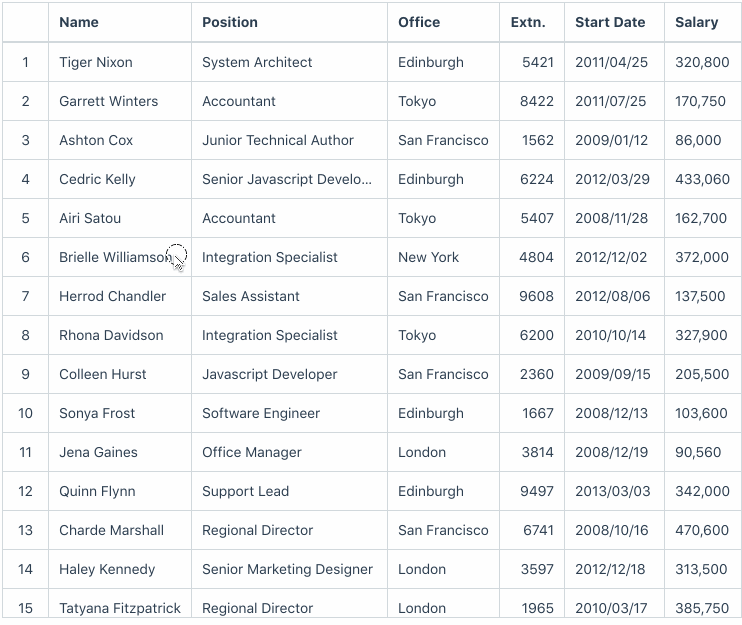 Name Position Office Extn. Start Date Salary
1 Tiger Nixon System Architect Edinburgh 5421 2011/04/25 320,800
2 Garrett Winters Accountant Tokyo 8422 2011/07/25 170,750
3 Ashton Cox Junior Technical Author San Francisco 1562 2009/01/12 86,000
4 Cedric Kelly Senior Javascript Develo... Edinburgh 6224 2012/03/29 433,060
5 Airi Satou Accountant Tokyo 5407 2008/11/28 162,700
6 Brielle Williamson Integration Specialist New York 4804 2012/12/02 372,000
7 Herrod Chandler Sales Assistant San Francisco 9608 2012/08/06 137,500
8 Rhona Davidson Integration Specialist Tokyo 6200 2010/10/14 327,900
9 Colleen Hurst Javascript Developer San Francisco 2360 2009/09/15 205,500
10 Sonya Frost Software Engineer Edinburgh 1667 2008/12/13 103,600
11 Jena Gaines Office Manager London 3814 2008/12/19 90,560
12 Quinn Flynn Support Lead Edinburgh 9497 2013/03/03 342,000
13 Charde Marshall Regional Director San Francisco 6741 2008/10/16 470,600
14 Haley Kennedy Senior Marketing Designer London 3597 2012/12/18 313,500
15 Tatyana Fitzpatrick Regional Director London 1965 2010/03/17 385,750